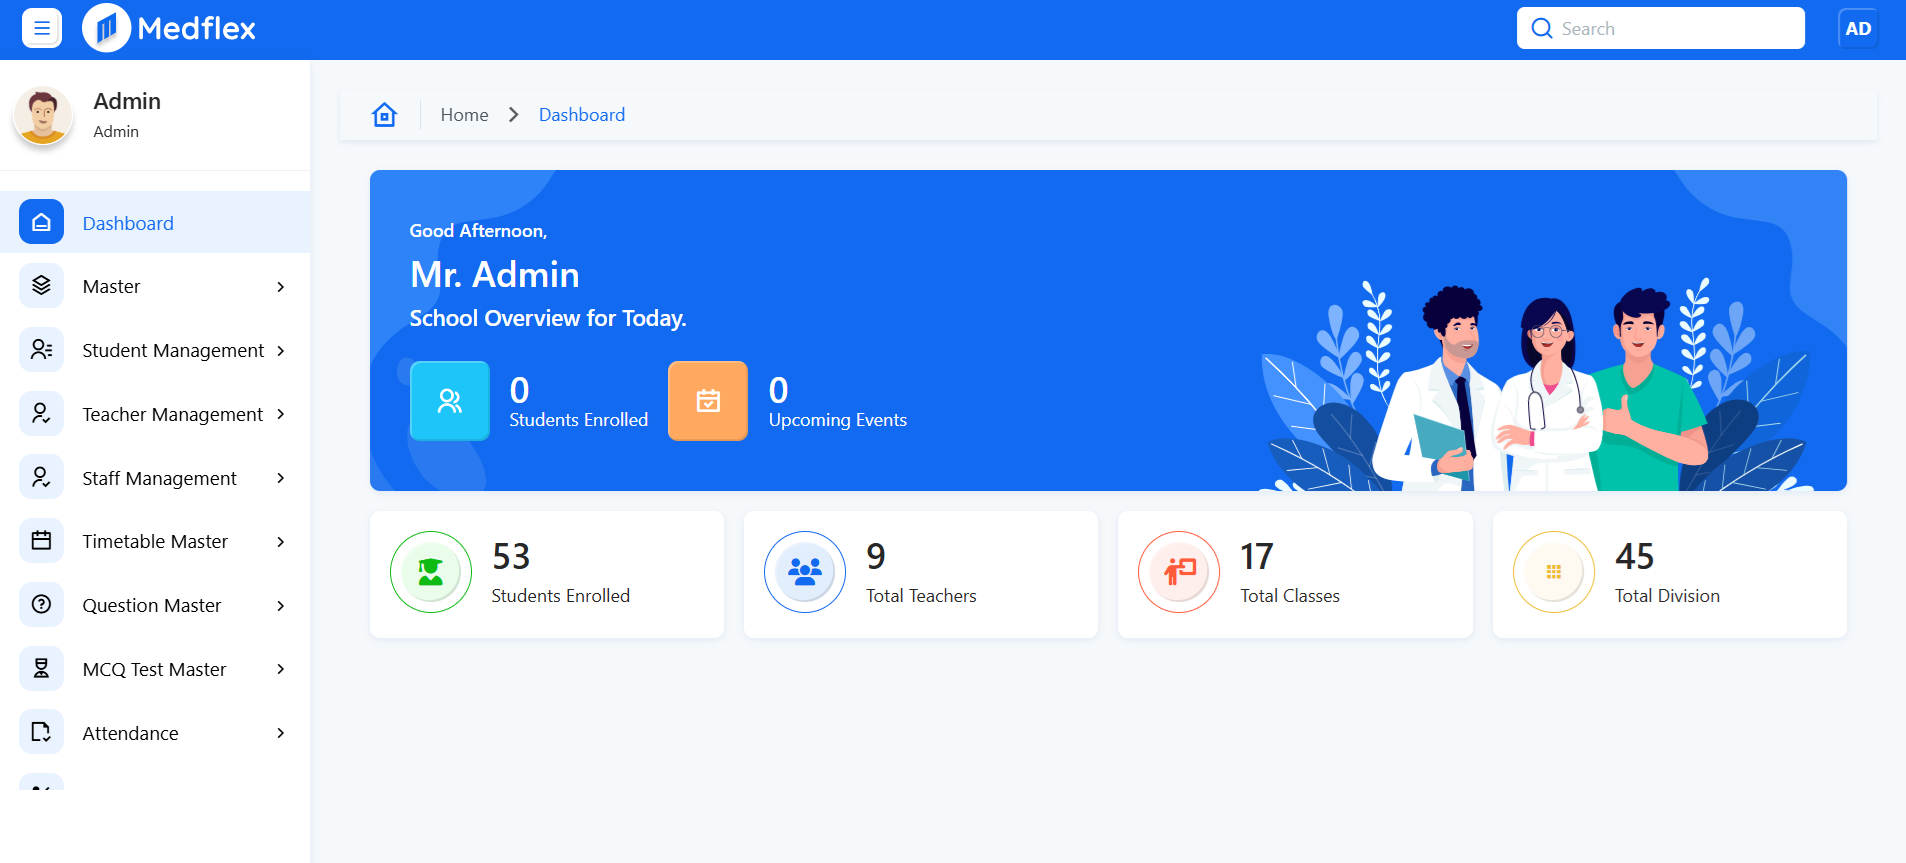 Medflex
Search
AD
Admin
Admin
Home
Dashboard
Dashboard
Master
Student Management
Teacher Management
Staff Management
Timetable Master
Question Master
MCQ Test Master
Attendance
Good Afternoon,
Mr. Admin
School Overview for Today.
0
Students Enrolled
0
Upcoming Events
53
Students Enrolled
9
Total Teachers
17
Total Classes
45
Total Division